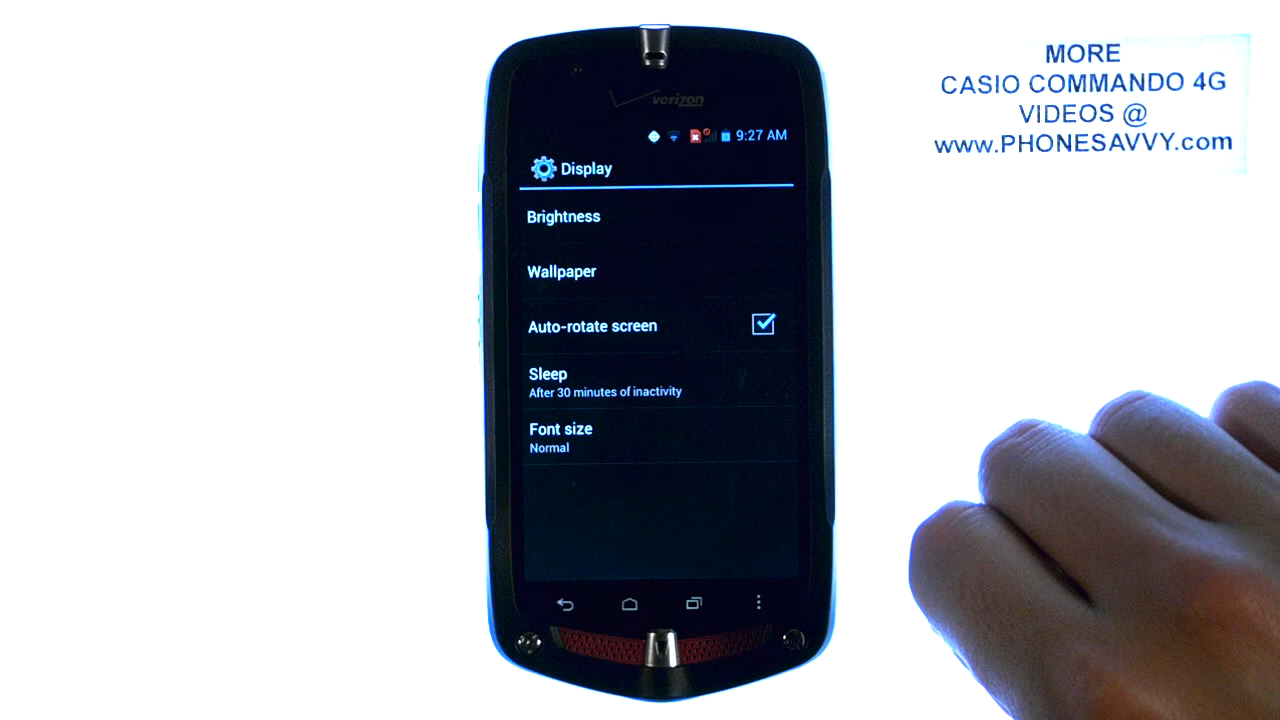 MORE
CASIO COMMANDO 4G
VIDEOS @
www.PHONESAVVY.com
verizon
9:27 AM
Display
Brightness
Wallpaper
Auto-rotate screen
Sleep
After 30 minutes of inactivity
Font size
Normal